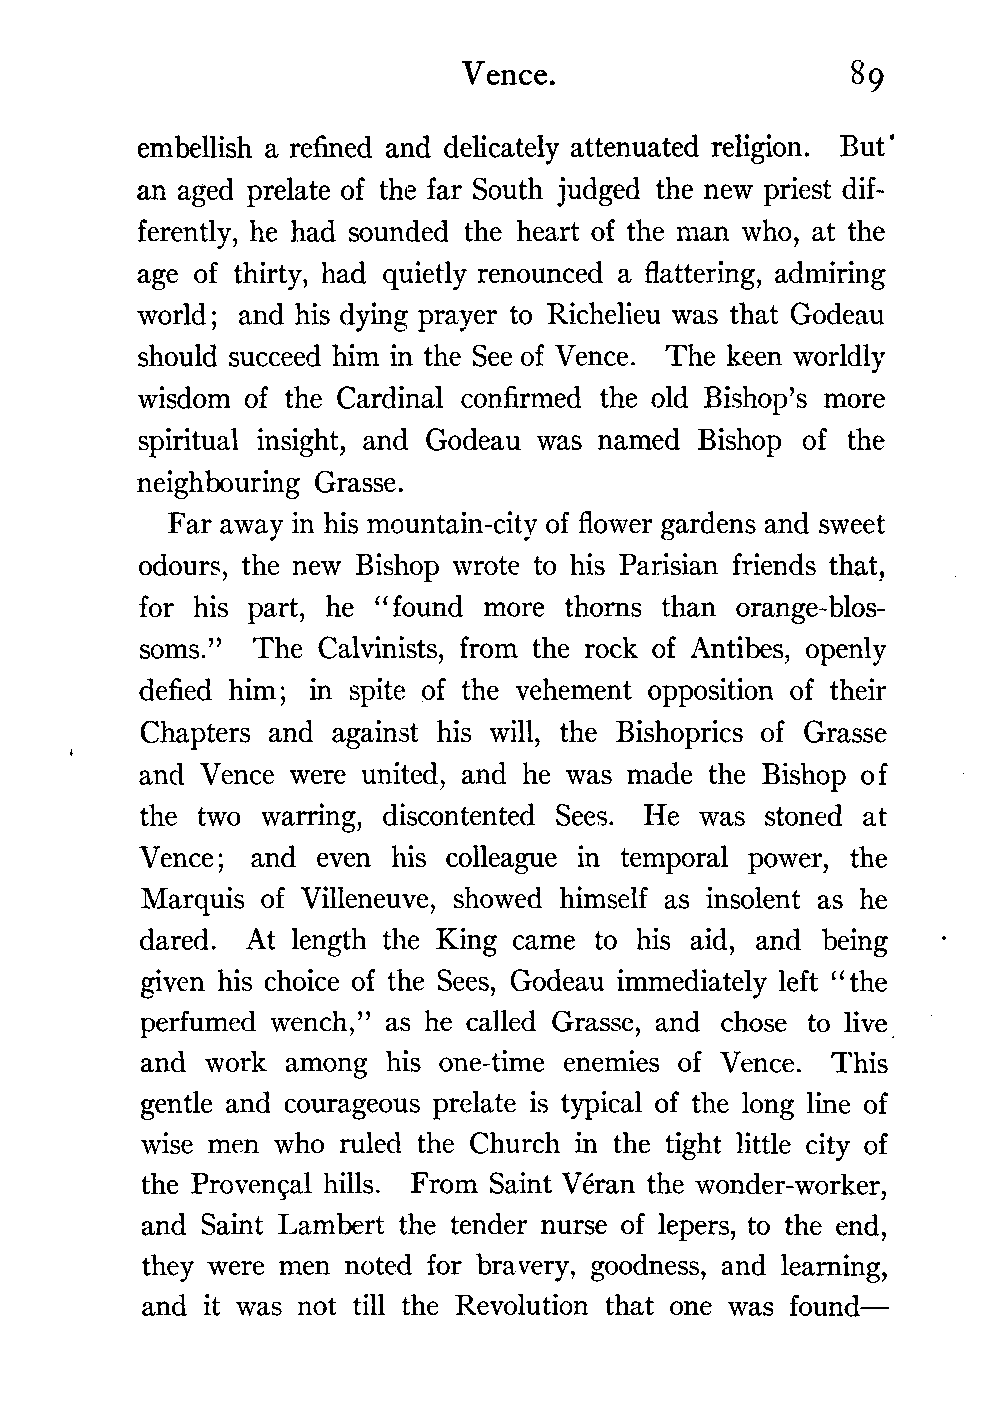 Vence. 89
embellish a refined and delicately attenuated religion. But
an aged prelate of the far South judged the new priest dif-
ferently, he had sounded the heart of the man who, at the
age of thirty, had quietly renounced a flattering, admiring
world; and his dying prayer to Richelieu was that Godeau
should succeed him in the See of Vence. The keen worldly
wisdom of the Cardinal confirmed the old Bishop's more
spiritual insight, and Godeau was named Bishop of the
neighbouring Grasse.
Far away in his mountain-city of flower gardens and sweet
odours, the new Bishop wrote to his Parisian friends that,
for his part, he "found more thorns than orange-blos-
soms." The Calvinists, from the rock of Antibes, openly
defied him; in spite of the vehement opposition of their
Chapters and against his will, the Bishoprics of Grasse
and Vence were united, and he was made the Bishop of
the two warring, discontented Sees. He was stoned at
Vence; and even his colleague in temporal power, the
Marquis of Villeneuve, showed himself as insolent as he
dared. At length the King came to his aid, and being
given his choice of the Sees, Godeau immediately left "the
perfumed wench," as he called Grasse, and chose to live
and work among his one-time enemies of Vence. This
gentle and courageous prelate is typical of the long line of
wise men who ruled the Church in the tight little city of
the Provençal hills. From Saint Véran the wonder-worker,
and Saint Lambert the tender nurse of lepers, to the end,
they were men noted for bravery, goodness, and learning,
and it was not till the Revolution that one was found—